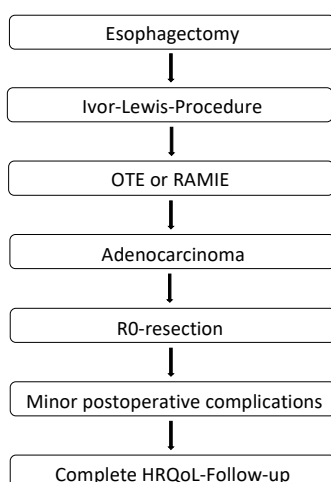 Esophagectomy
Ivor-Lewis-Procedure
OTE or RAMIE
Adenocarcinoma
R0-resection
Minor postoperative complications
Complete HRQoL-Follow-up